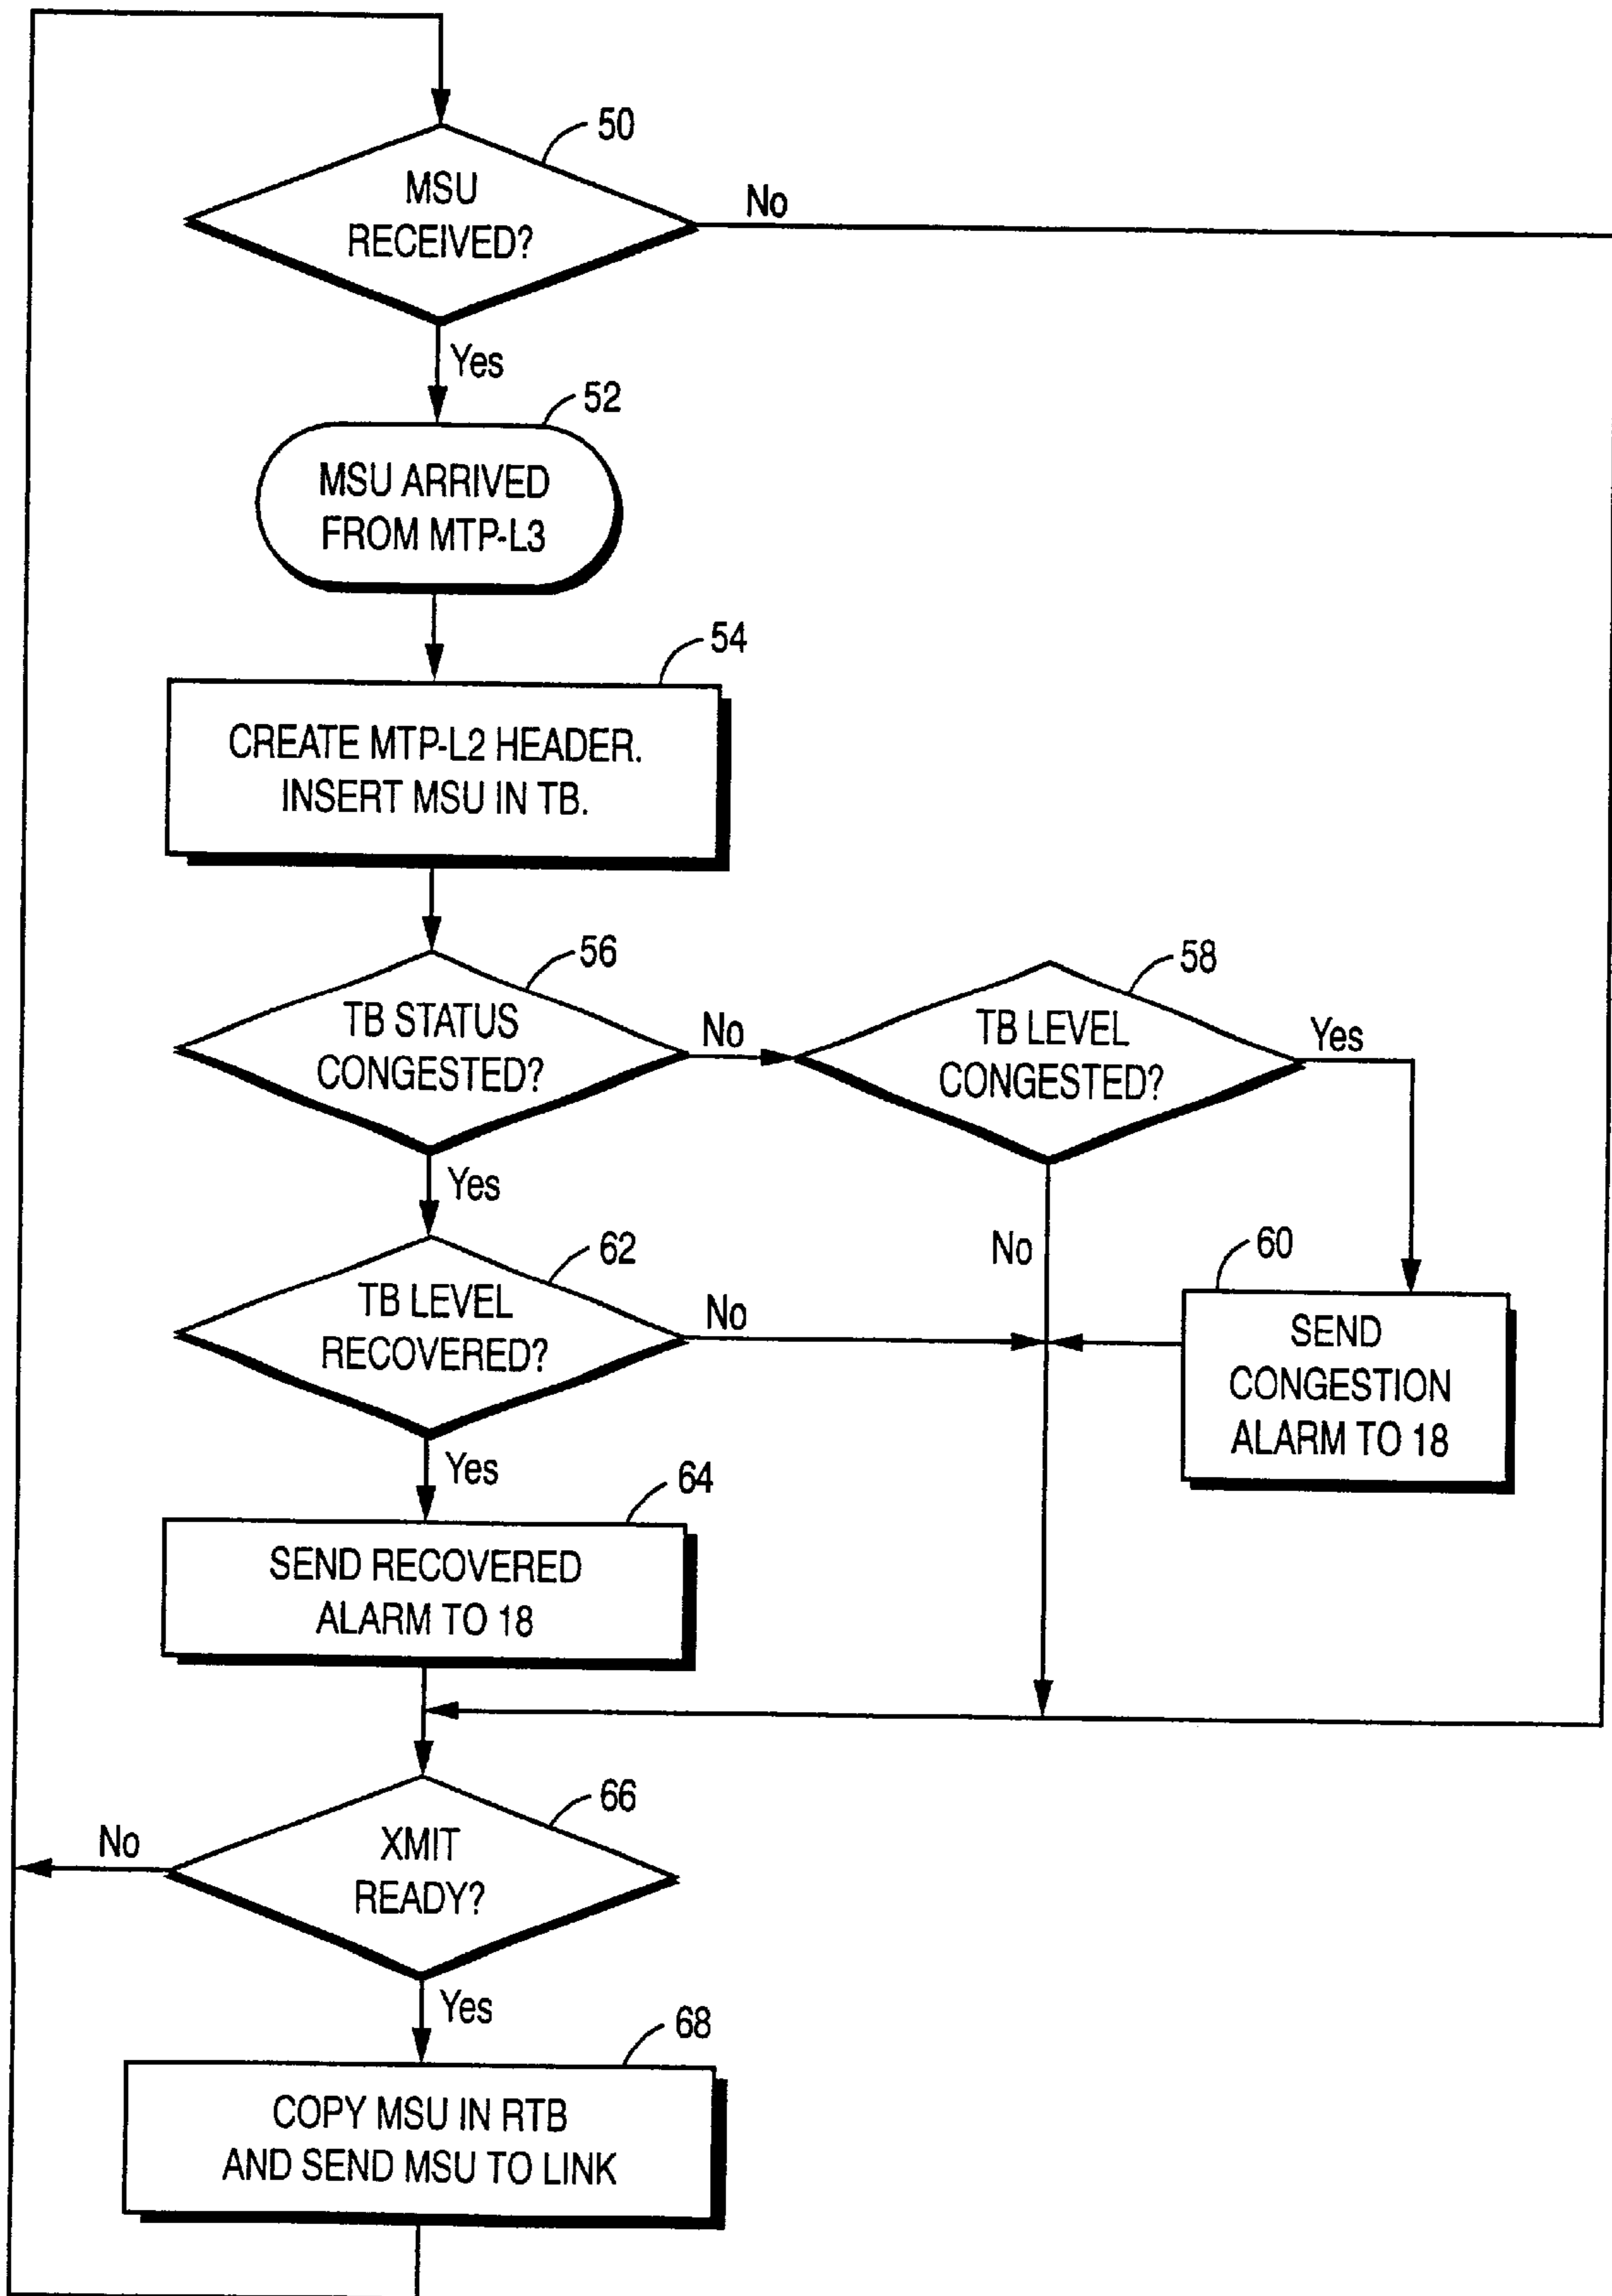 50
MSU
RECEIVED?
No
Yes
52
MSU ARRIVED
FROM MTP-L3
54
CREATE MTP-L2 HEADER.
INSERT MSU IN TB.
56
TB STATUS
CONGESTED?
No
58
TB LEVEL
CONGESTED?
Yes
Yes
No
60
SEND
CONGESTION
ALARM TO 18
62
TB LEVEL
RECOVERED?
No
Yes
64
SEND RECOVERED
ALARM TO 18
66
XMIT
READY?
No
Yes
68
COPY MSU IN RTB
AND SEND MSU TO LINK